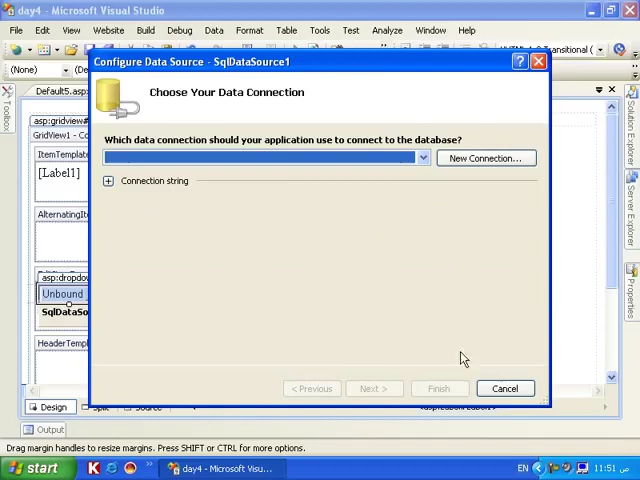 day4 - Microsoft Visual Studio
File Edit View Website Build Debug Format Table Tools Test Analyze Window Help
Configure Data Source - SqlDataSource1
(None)
Default5.asp
Choose Your Data Connection
Which data connection should your application use to connect to the database?
New Connection...
Connection string
Toolbox
Solution Explorer
Server Explorer
Properties
asp:gridview#
GridView1 -
ItemTemplate
[Label1]
AlternatingIte
asp:dropdow
Unbound
SqlDataSo
HeaderTempl
< Previous
Next >
Finish
Cancel
Design
Split
Source
Output
Drag margin handles to resize margins. Press SHIFT or CTRL for more options.
start
K
day4 - Microsoft Visu...
EN
11:51 ص